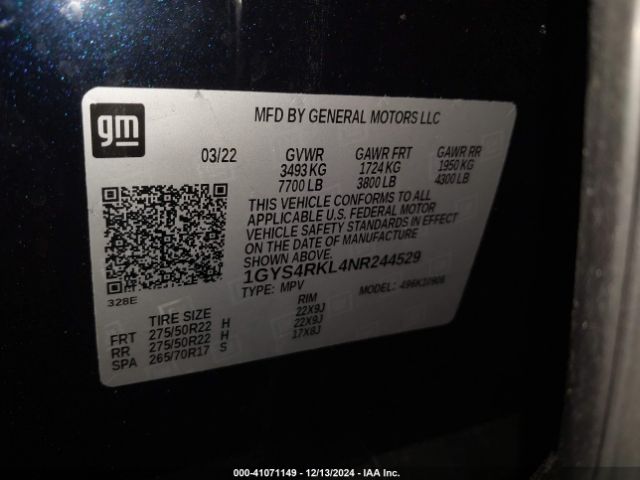 gm
MFD BY GENERAL MOTORS LLC
03/22 GVWR GAWR FRT GAWR RR
3493 KG 1724 KG 1950 KG
7700 LB 3800 LB 4300 LB
THIS VEHICLE CONFORMS TO ALL
APPLICABLE U.S. FEDERAL MOTOR
VEHICLE SAFETY STANDARDS IN EFFECT
ON THE DATE OF MANUFACTURE
SHOWN ABOVE.
1GYS4RKL4NR244529
TYPE: MPV MODEL:
328E
TIRE SIZE RIM
FRT 275/50R22 H 22X9J
RR 275/50R22 H 22X9J
SPA 265/70R17 S 17X8J
000-41071149 - 12/13/2024 - IAA Inc.